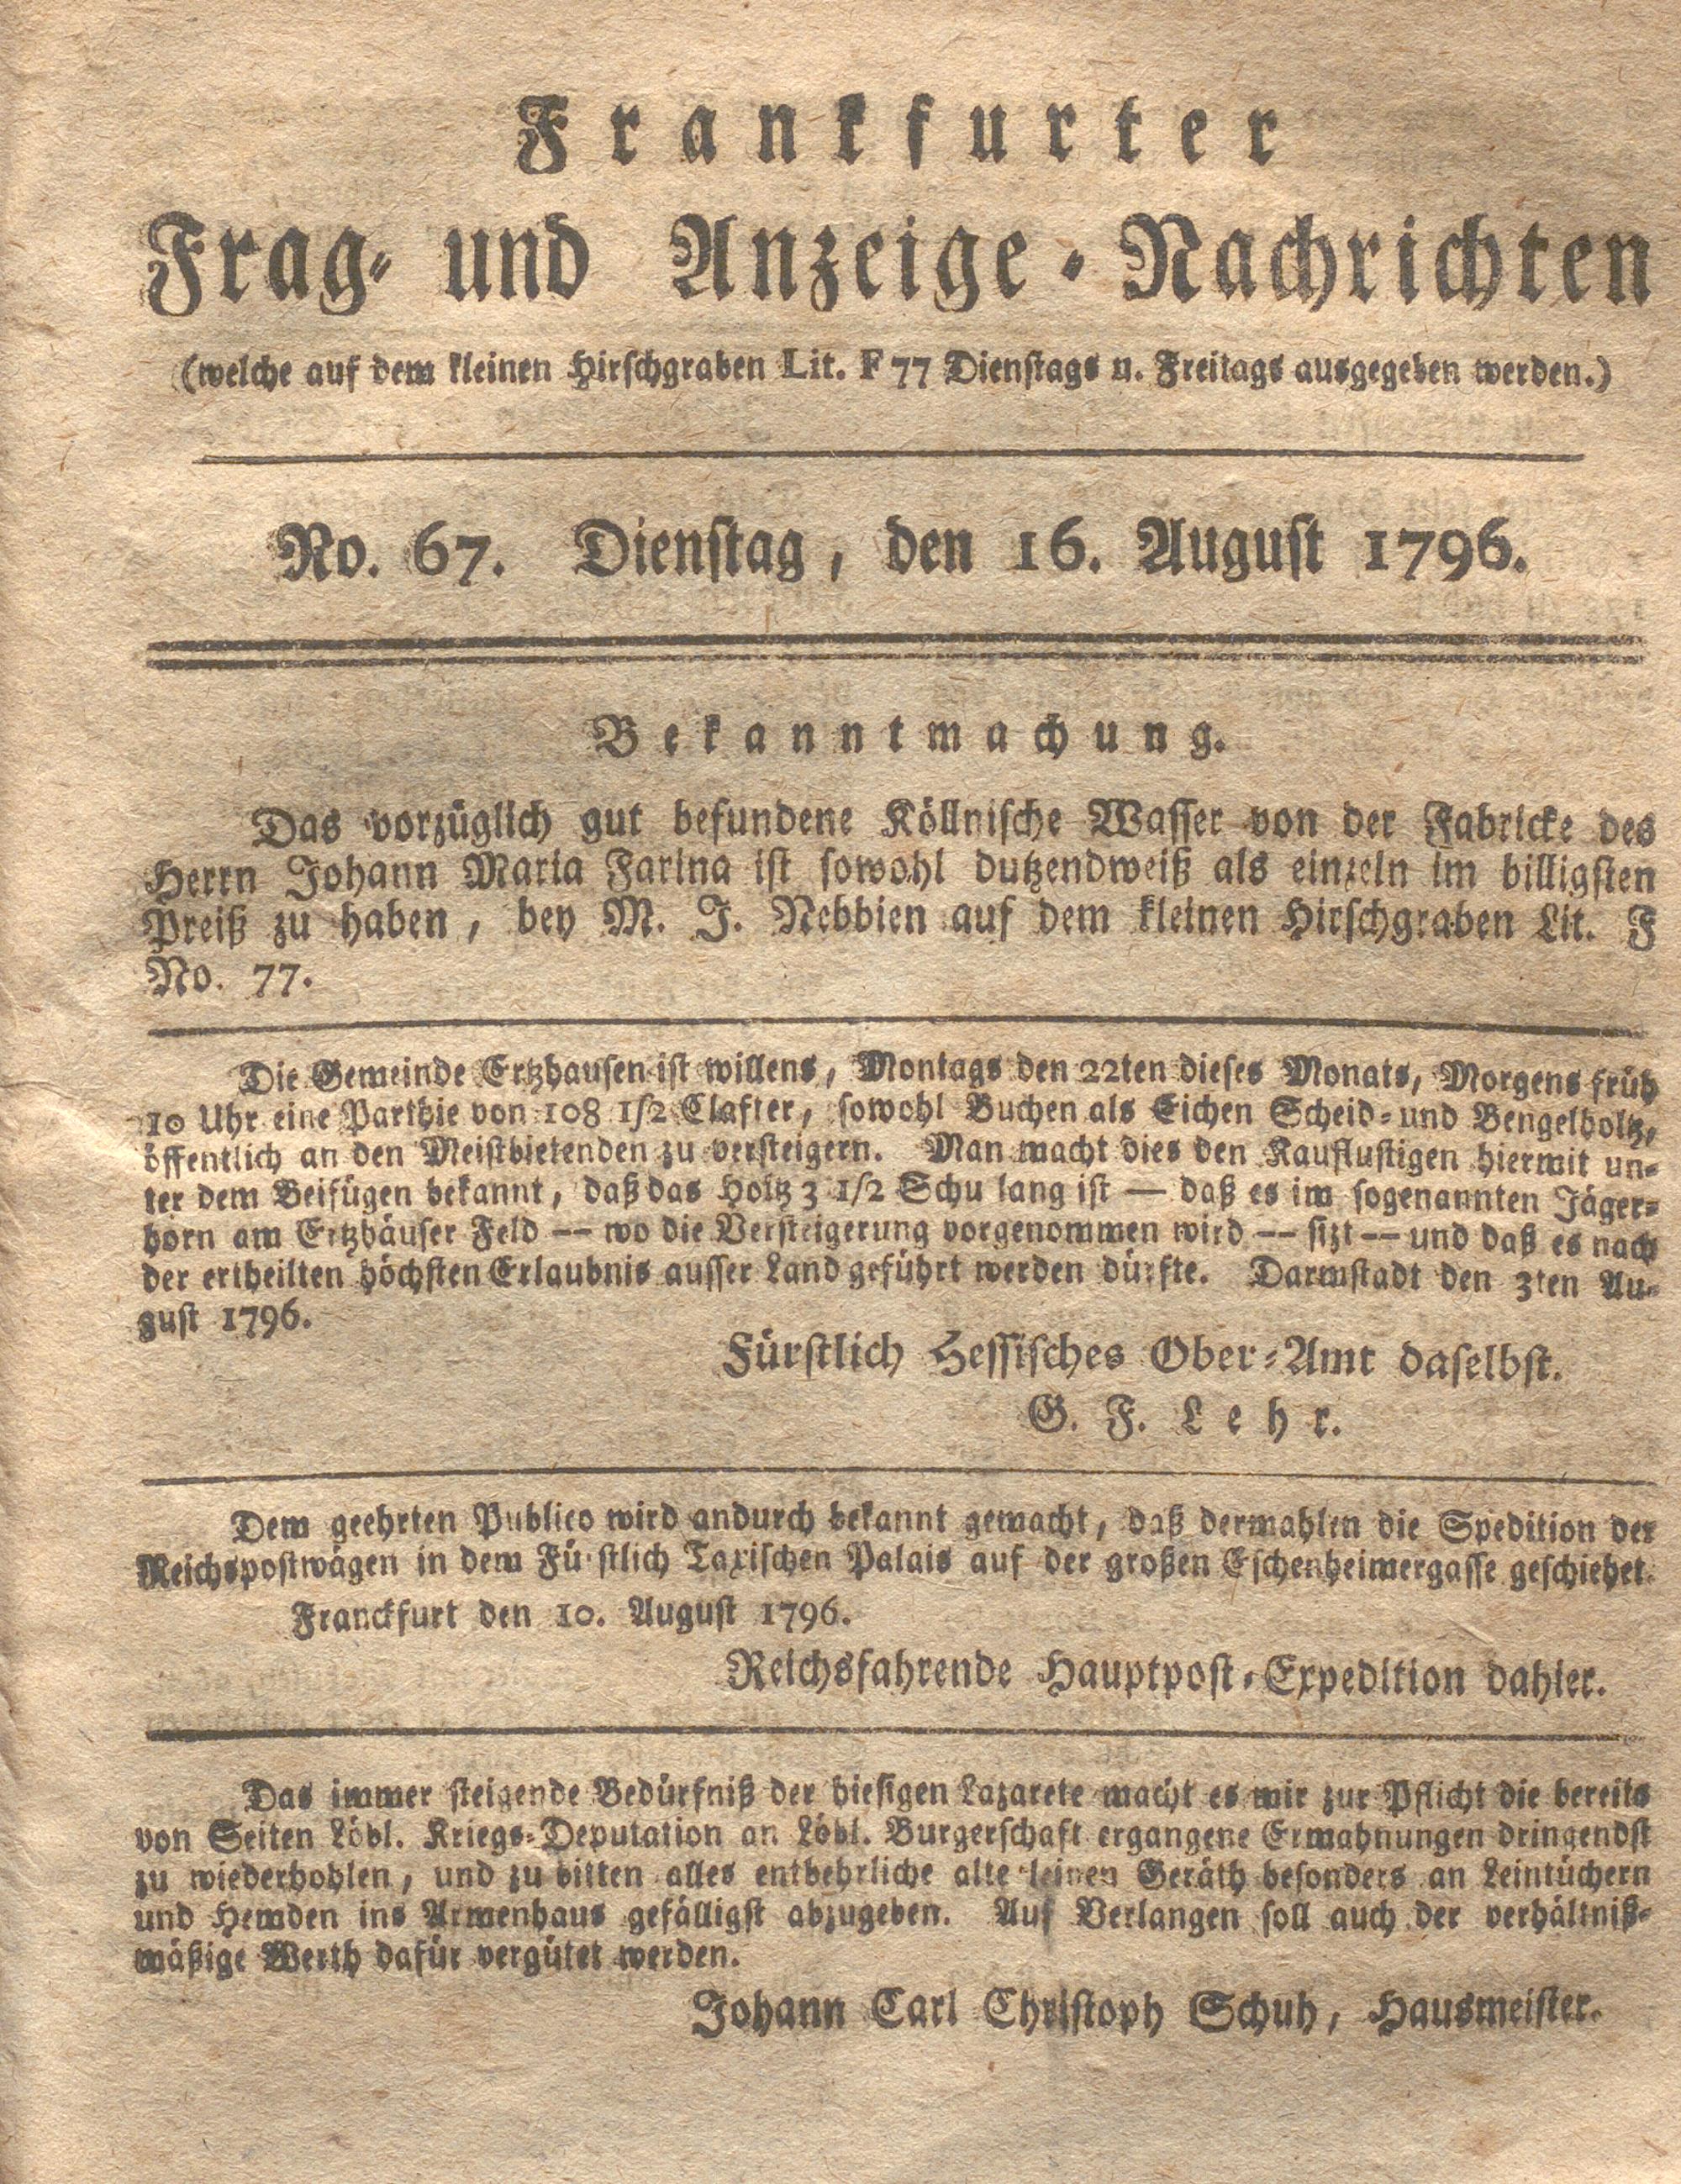 Frankfurter
Frag- und Anzeige-Nachrichten
(welche auf dem kleinen Hirschgraben Lit. F 77 Dienstags u. Freitags ausgegeben werden.)
No. 67. Dienstag, den 16. August 1796.
Bekanntmachung.
Das vorzüglich gut befundene Köllnische Wasser von der Fabricke des
Herrn Johann Maria Farina ist sowohl dutzendweiß als einzeln im billigsten
Preiß zu haben, bey M. J. Nebbien auf dem kleinen Hirschgraben Lit. F
No. 77.
Die Gemeinde Ertzhausen ist willens, Montags den 22ten dieses Monats, Morgens früh
10 Uhr eine Parthie von 108 1/2 Clafter, sowohl Buchen als Eichen Scheid- und Bengelholtz,
öffentlich an den Meistbietenden zu versteigern. Man macht dies den Kauflustigen hiermit un-
ter dem Beifügen bekannt, daß das Holtz 3 1/2 Schu lang ist — daß es im sogenannten Jäger-
horn am Ertzhäuser Feld –– wo die Versteigerung vorgenommen wird –– sizt –– und daß es nach
der ertheilten höchsten Erlaubnis ausser Land geführt werden dürfte. Darmstadt den 3ten Au-
gust 1796.
Fürstlich Hessisches Ober-Amt daselbst.
G. F. Lehr.
Dem geehrten Publico wird andurch bekannt gemacht, daß dermahlen die Spedition der
Reichspostwägen in dem Fürstlich Taxischen Palais auf der großen Eschenheimergasse geschiehet.
Franckfurt den 10. August 1796.
Reichsfahrende Hauptpost-Expedition dahier.
Das immer steigende Bedürfniß der hiesigen Lazarete macht es mir zur Pflicht die bereits
von Seiten Löbl. Kriegs-Deputation an Löbl. Burgerschaft ergangene Ermahnungen dringendst
zu wiederhohlen, und zu bitten alles entbehrliche alte leinen Geräth besonders an Leintüchern
und Hemden ins Armenhaus gefälligst abzugeben. Auf Verlangen soll auch der verhältniß-
mäßige Werth dafür vergütet werden.
Johann Carl Christoph Schuh, Hausmeister.